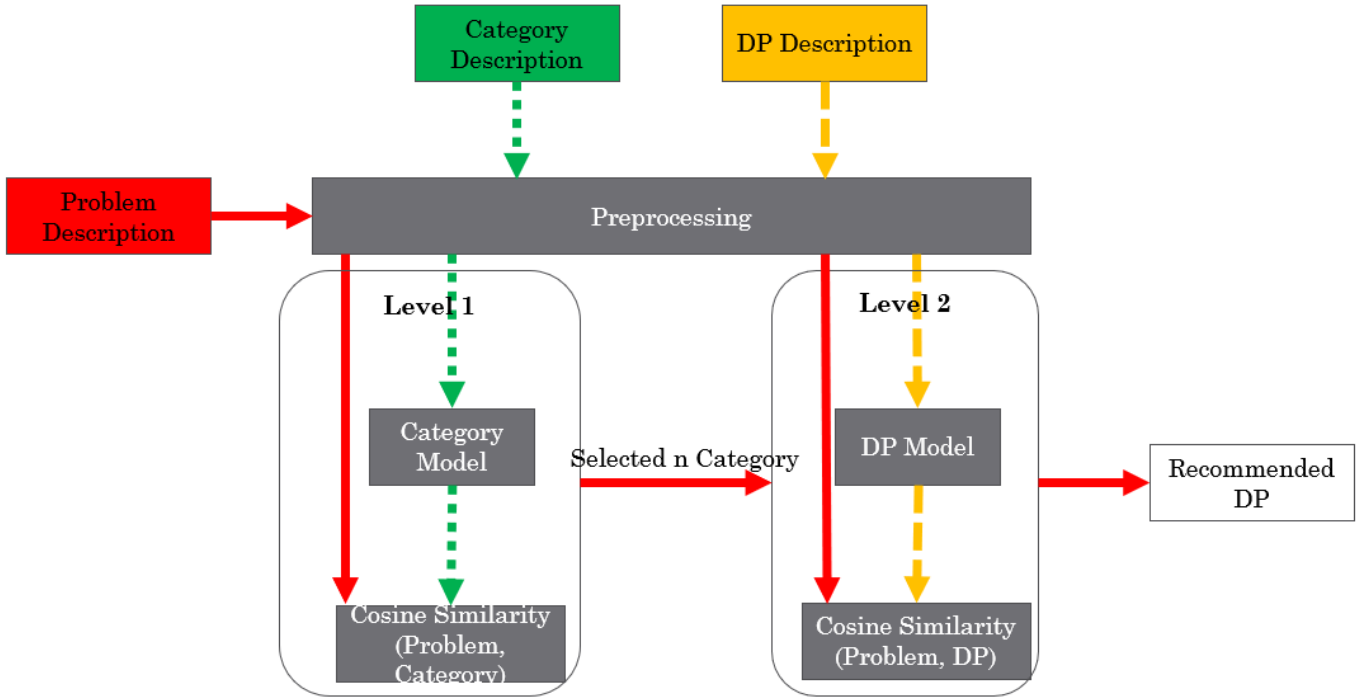 Category
Description
DP Description
Problem
Description
Preprocessing
Level 1
Level 2
Category
Model
DP Model
Selected n Category
Recommended
DP
Cosine Similarity
(Problem,
Category)
Cosine Similarity
(Problem, DP)